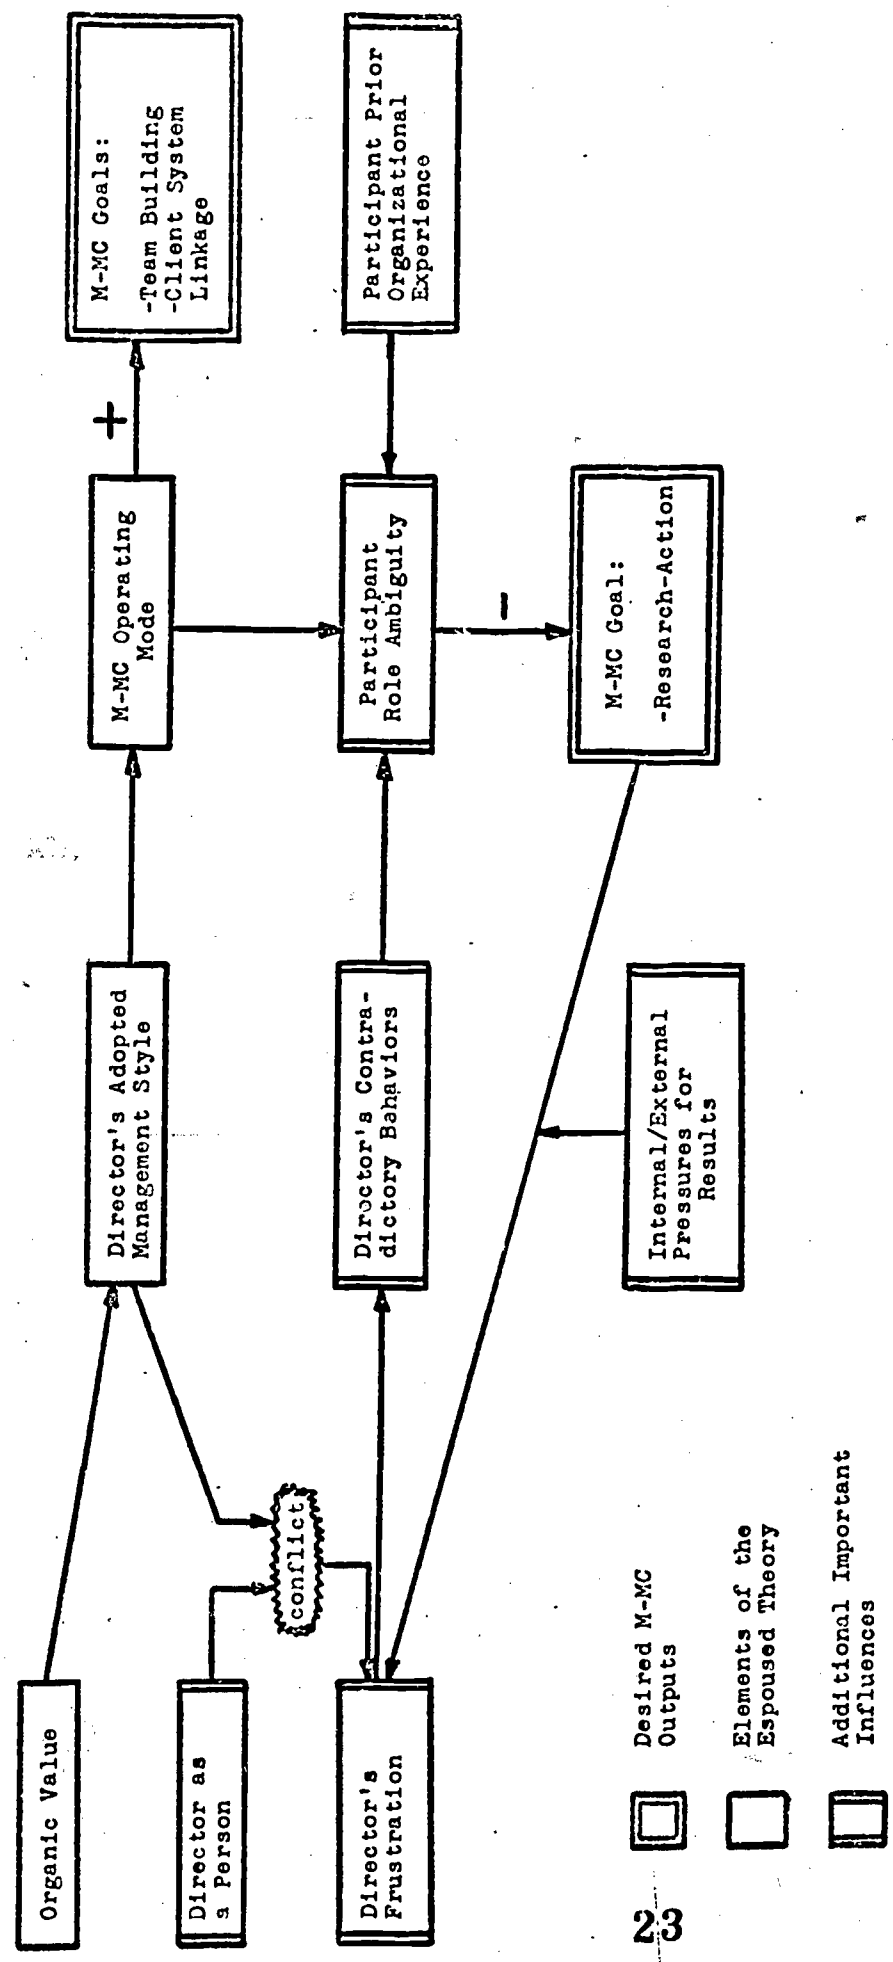 Organic Value
Director's Adopted
Management Style
M-MC Operating
Mode
+
M-MC Goals:
-Team Building
-Client System
Linkage
Director as
a Person
conflict
Director's
Frustration
Director's Contra-
dictory Bahaviors
Participant
Role Ambiguity
Participant Prior
Organizational
Experience
-
M-MC Goal:
-Research-Action
Internal/External
Pressures for
Results
Desired M-MC
Outputs
Elements of the
Espoused Theory
Additional Important
Influences
23